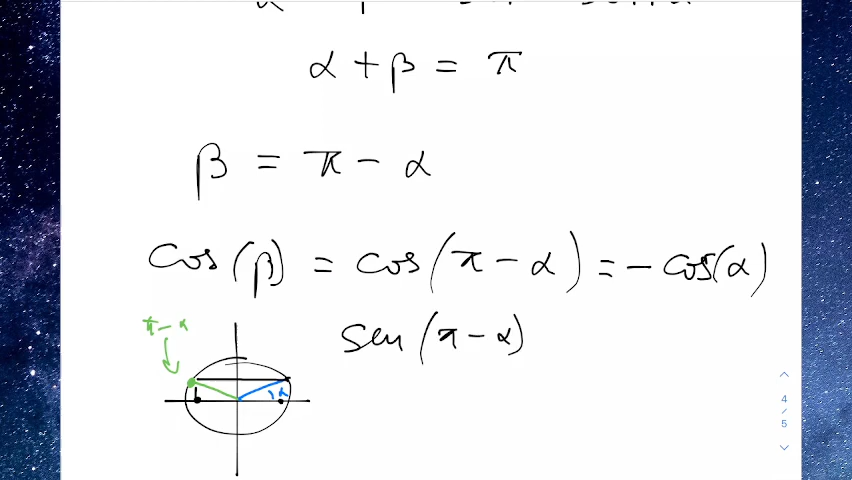 α + β = π
β = π - α
cos(β) = cos(π - α) = - cos(α)
sen(π - α)
π - α
α
4
/
5